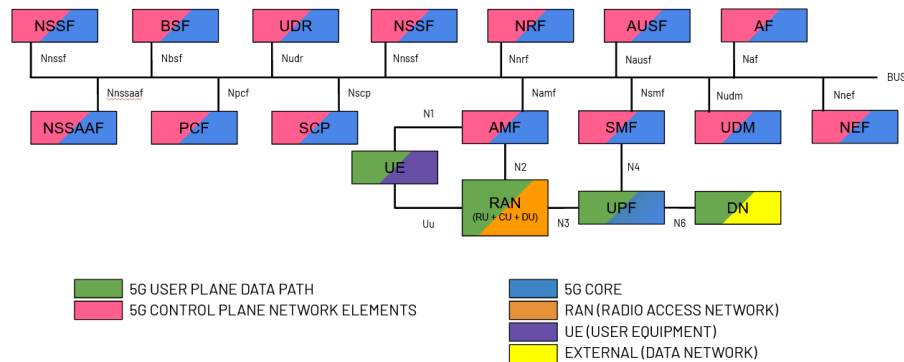 NSSF
BSF
UDR
NSSF
NRF
AUSF
AF
Nnssf
Nbsf
Nudr
Nnssf
Nnrf
Nausf
Naf
BUS
Nnssaaf
Npcf
Nscp
Namf
Nsmf
Nudm
Nnef
NSSAAF
PCF
SCP
AMF
SMF
UDM
NEF
N1
UE
N2
N4
RAN
(RU + CU + DU)
UPF
DN
Uu
N3
N6
5G USER PLANE DATA PATH
5G CONTROL PLANE NETWORK ELEMENTS
5G CORE
RAN (RADIO ACCESS NETWORK)
UE (USER EQUIPMENT)
EXTERNAL (DATA NETWORK)